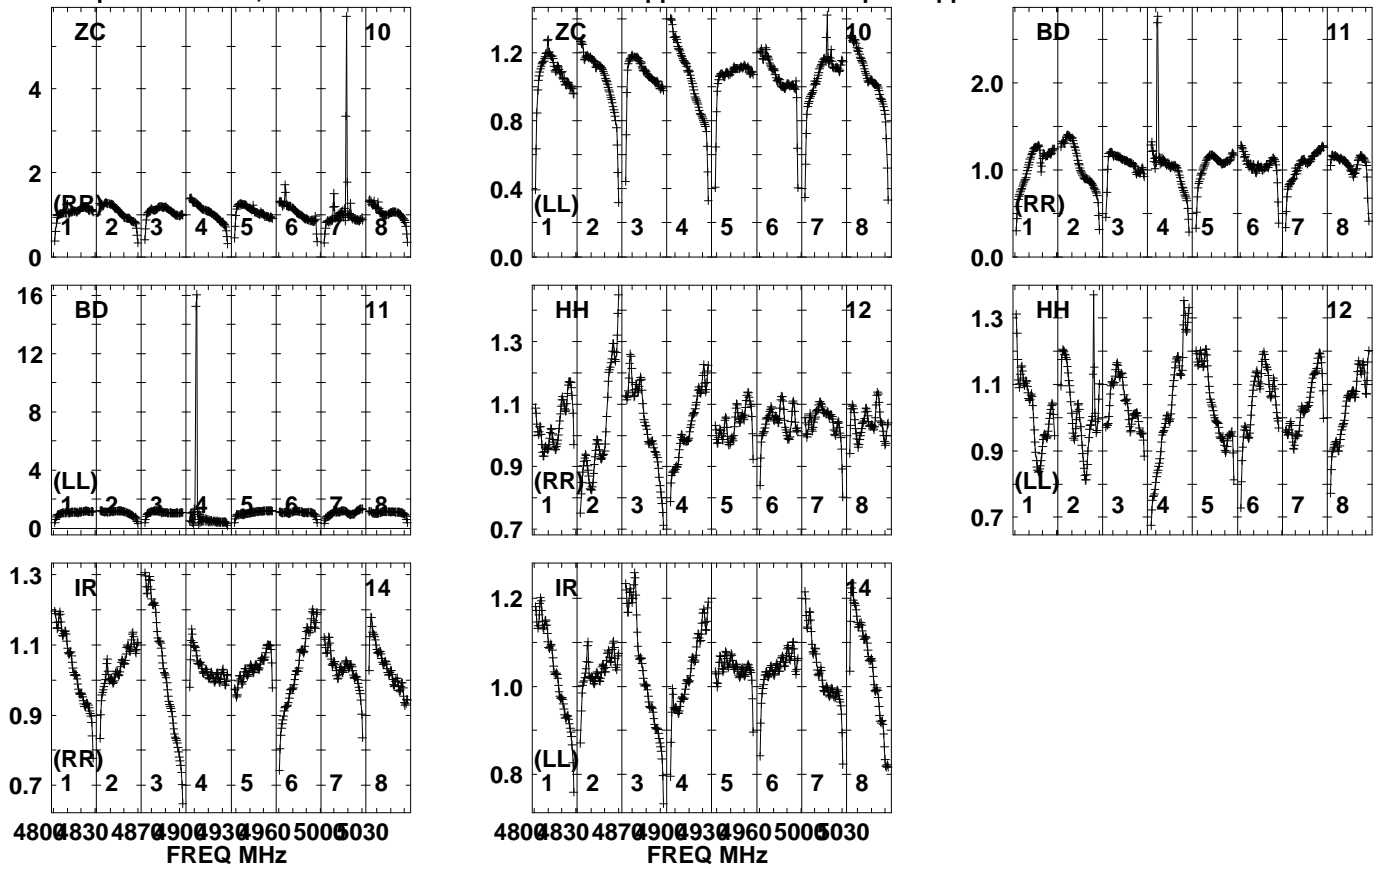 ZC 10 ZC 10 BD 11
4 2 0 (RR) 1 2 3 4 5 6 7 8
1.2 0.8 0.4 0.0 (LL) 1 2 3 4 5 6 7 8
2.0 1.0 0.0 (RR) 1 2 3 4 5 6 7 8
BD 11 HH 12 HH 12
16 12 8 4 0 (LL) 1 2 3 4 5 6 7 8
1.3 1.1 0.9 0.7 (RR) 1 2 3 4 5 6 7 8
1.3 1.1 0.9 0.7 (LL) 1 2 3 4 5 6 7 8
IR 14 IR 14
1.3 1.1 0.9 0.7 (RR) 1 2 3 4 5 6 7 8
1.2 1.0 0.8 (LL) 1 2 3 4 5 6 7 8
4800 4830 4870 4900 4930 4960 5000 5030
4800 4830 4870 4900 4930 4960 5000 5030
FREQ MHz FREQ MHz